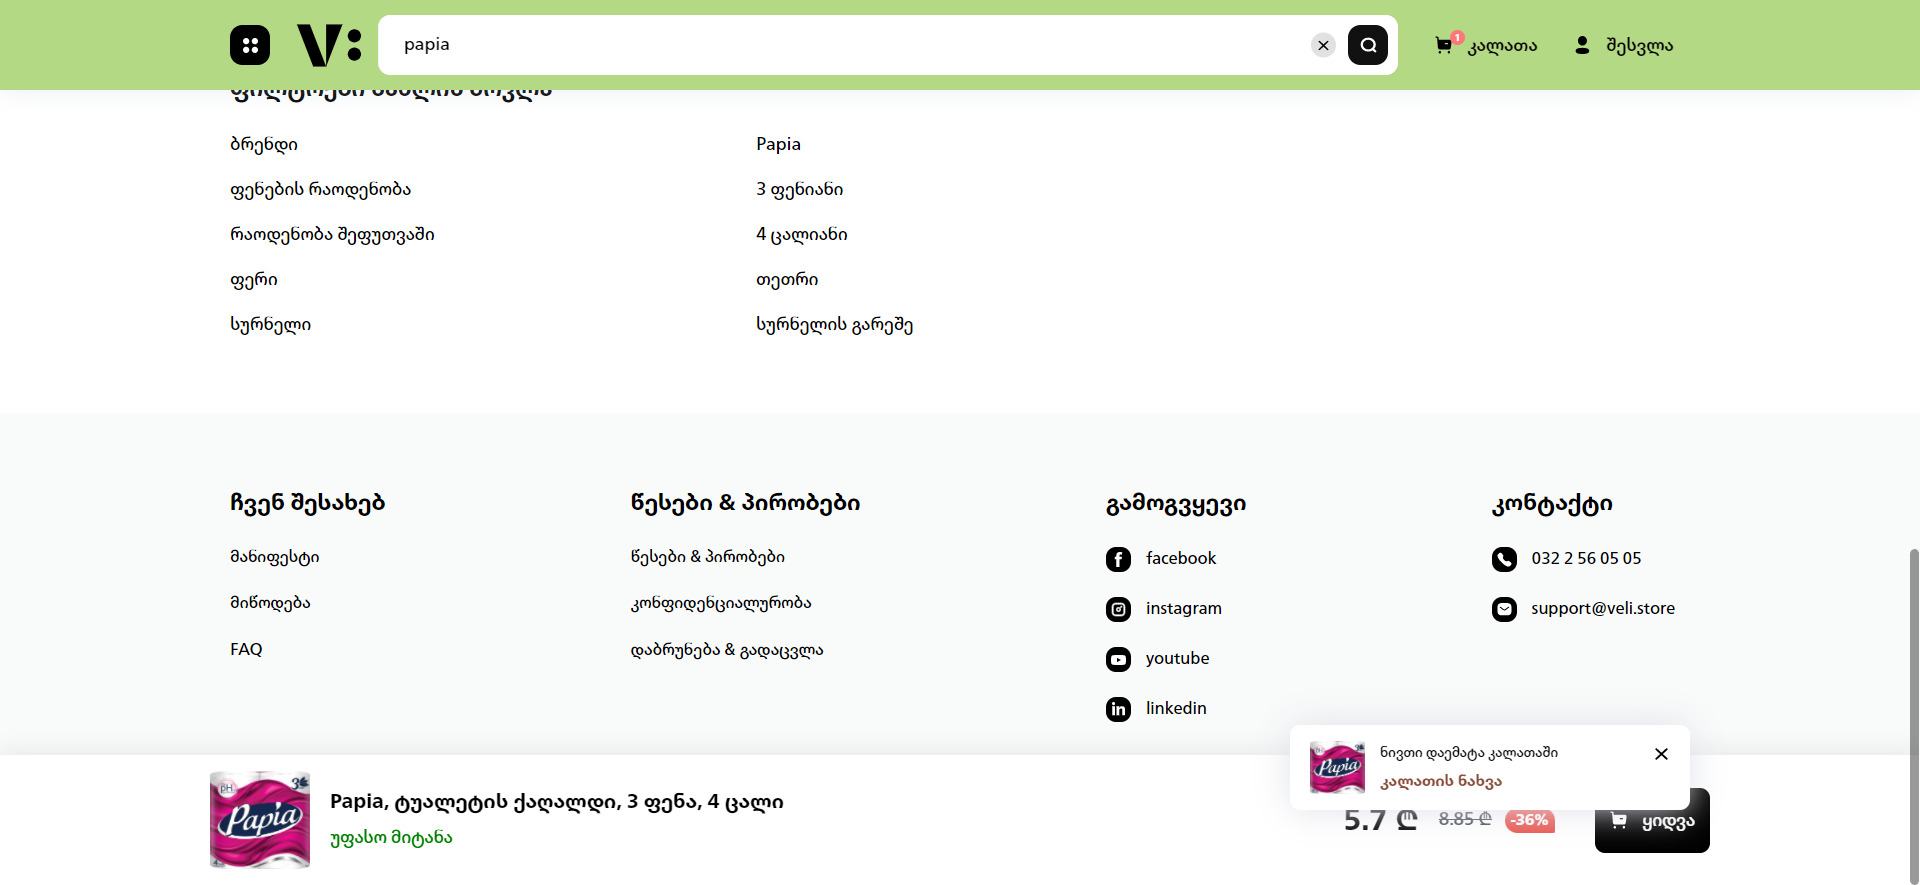 V:
papia
1
კალათა
შესვლა
ბრენდი
Papia
ფენების რაოდენობა
3 ფენიანი
რაოდენობა შეფუთვაში
4 ცალიანი
ფერი
თეთრი
სურნელი
სურნელის გარეშე
ჩვენ შესახებ
მანიფესტი
მიწოდება
FAQ
წესები & პირობები
წესები & პირობები
კონფიდენციალურობა
დაბრუნება & გადაცვლა
გამოგვყევი
facebook
instagram
youtube
linkedin
კონტაქტი
032 2 56 05 05
support@veli.store
ნივთი დაემატა კალათაში
კალათის ნახვა
Papia
Papia
3
pH
Papia, ტუალეტის ქაღალდი, 3 ფენა, 4 ცალი
უფასო მიტანა
5.7 ₾
8.85 ₾
-36%
ყიდვა